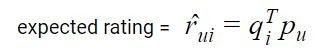 expected rating = r̂ᵤᵢ = qᵢᵀpᵤ